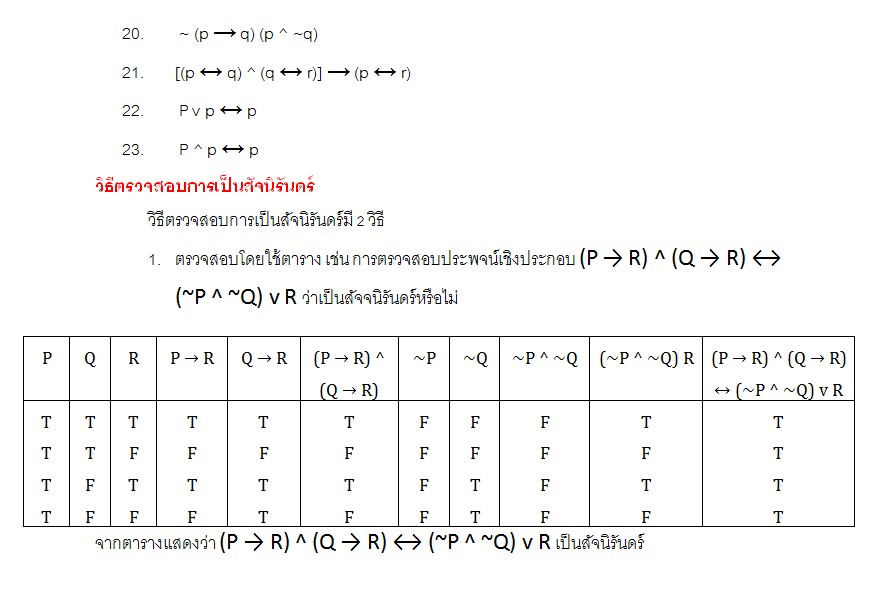 20. ~ (p → q) (p ^ ~q)
21. [(p ↔ q) ^ (q ↔ r)] → (p ↔ r)
22. P v p ↔ p
23. P ^ p ↔ p
วิธีตรวจสอบการเป็นสัจนิรันดร์
วิธีตรวจสอบการเป็นสัจนิรันดร์มี 2 วิธี
1. ตรวจสอบโดยใช้ตาราง เช่น การตรวจสอบประพจน์เชิงประกอบ (P → R) ^ (Q → R) ↔
(~P ^ ~Q) v R ว่าเป็นสัจจนิรันดร์หรือไม่
P Q R P → R Q → R (P → R) ^ ~P ~Q ~P ^ ~Q (~P ^ ~Q) R (P → R) ^ (Q → R)
(Q → R) ↔ (~P ^ ~Q) v R
T T T T T T F F F T T
T T F F F F F F F F T
T F T T T T F T F T T
T F F F T F F T F F T
จากตารางแสดงว่า (P → R) ^ (Q → R) ↔ (~P ^ ~Q) v R เป็นสัจนิรันดร์